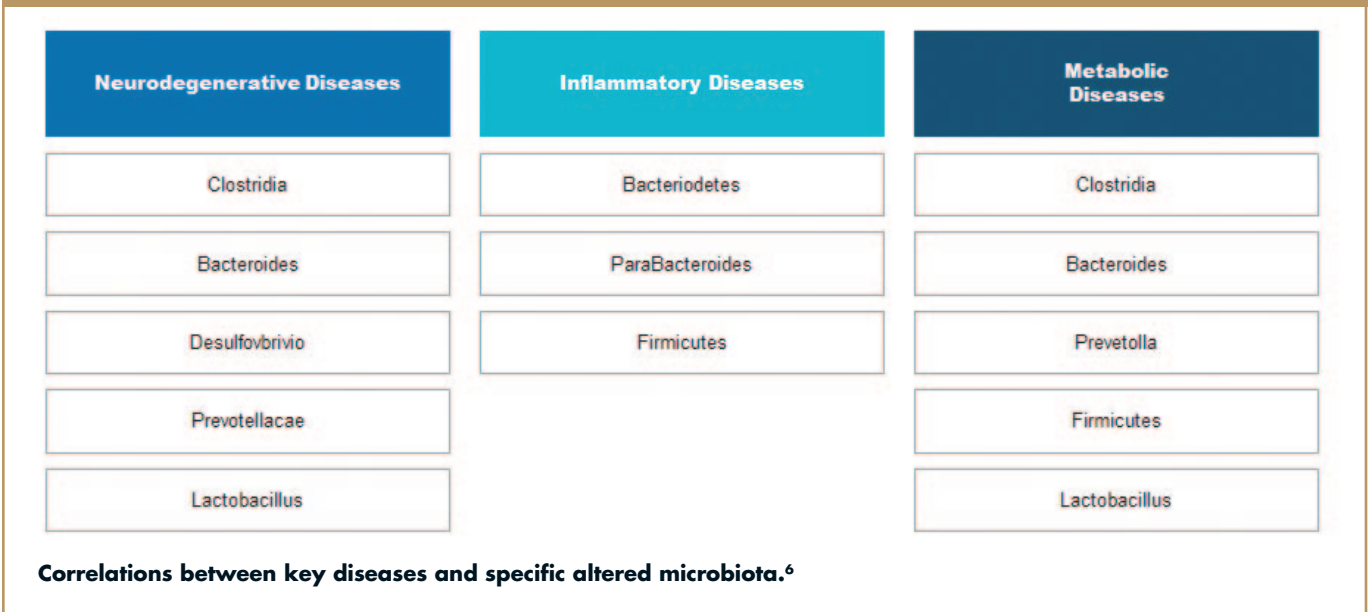 Neurodegenerative Diseases
Clostridia
Bacteroides
Desulfovbrivio
Prevotellacae
Lactobacillus
Inflammatory Diseases
Bacteriodetes
ParaBacteroides
Firmicutes
Metabolic
Diseases
Clostridia
Bacteroides
Prevetolla
Firmicutes
Lactobacillus
Correlations between key diseases and specific altered microbiota.⁶